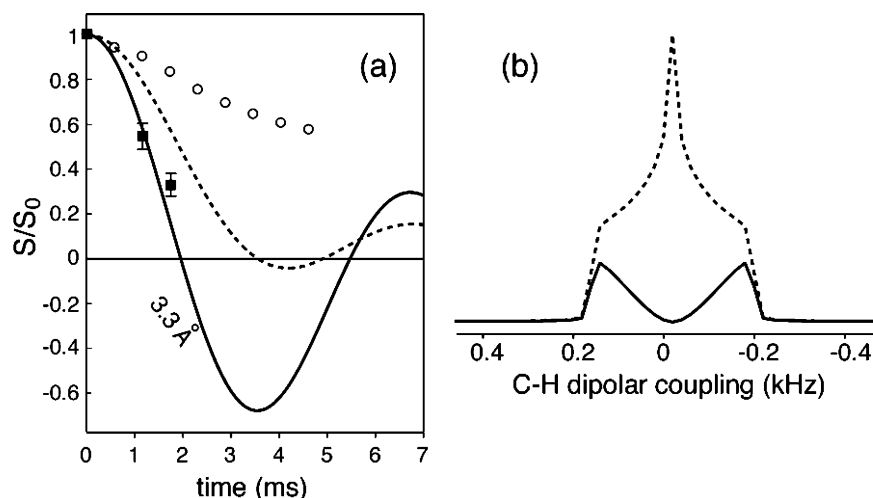 (a)
(b)
S/S0
1
0.8
0.6
0.4
0.2
0
-0.2
-0.4
-0.6
3.3 Å
0 1 2 3 4 5 6 7
time (ms)
0.4 0.2 0 -0.2 -0.4
C-H dipolar coupling (kHz)